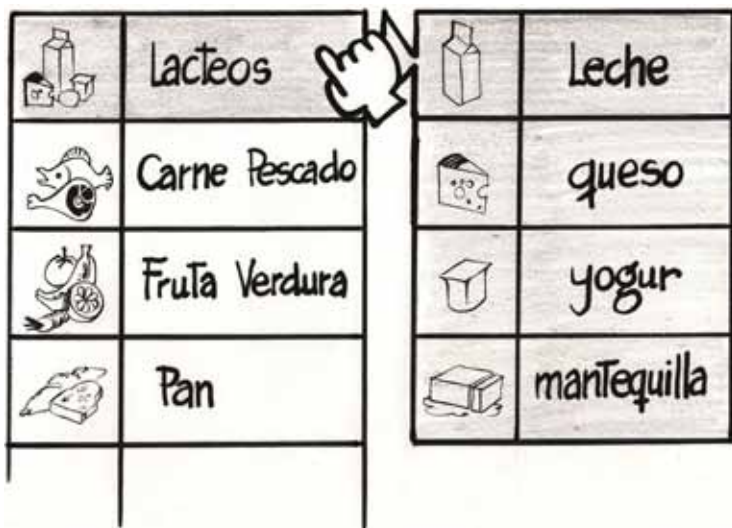 Lacteos
Carne Pescado
Fruta Verdura
Pan
Leche
queso
yogur
mantequilla